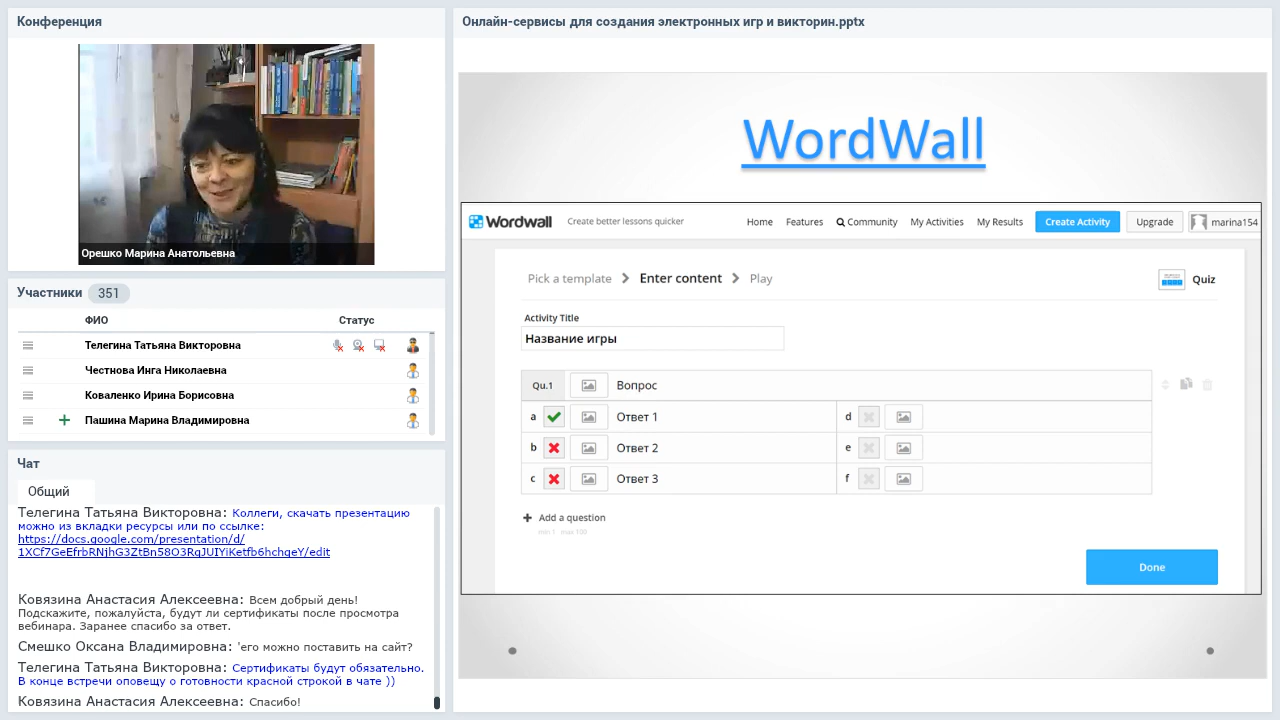 Конференция
Орешко Марина Анатольевна
Участники 351
ФИО Статус
Телегина Татьяна Викторовна
Честнова Инга Николаевна
Коваленко Ирина Борисовна
Пашина Марина Владимировна
Чат
Общий
Телегина Татьяна Викторовна: Коллеги, скачать презентацию
можно из вкладки ресурсы или по ссылке:
https://docs.google.com/presentation/d/
1XCf7GeEfrbRNjhG3ZtBn58O3RqJUIYiKetfb6hchqeY/edit
Ковязина Анастасия Алексеевна: Всем добрый день!
Подскажите, пожалуйста, будут ли сертификаты после просмотра
вебинара. Заранее спасибо за ответ.
Смешко Оксана Владимировна: 'его можно поставить на сайт?
Телегина Татьяна Викторовна: Сертификаты будут обязательно.
В конце встречи оповещу о готовности красной строкой в чате ))
Ковязина Анастасия Алексеевна: Спасибо!
Онлайн-сервисы для создания электронных игр и викторин.pptx
WordWall
Wordwall Create better lessons quicker Home Features Community My Activities My Results Create Activity Upgrade marina154
Pick a template Enter content Play Quiz
Activity Title
Название игры
Qu.1 Вопрос
a Ответ 1 d
b Ответ 2 e
c Ответ 3 f
+ Add a question
min 1 max 100
Done